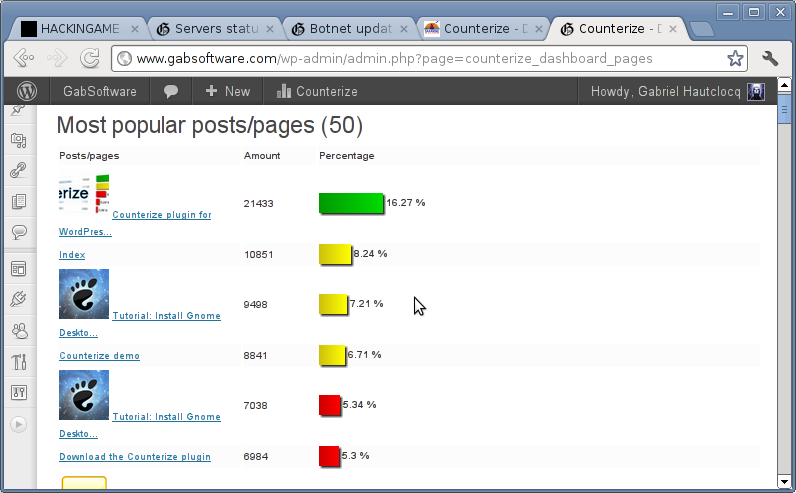 HACKINGAME
Servers statu
Botnet updat
Counterize - D
Counterize - D
www.gabsoftware.com/wp-admin/admin.php?page=counterize_dashboard_pages
GabSoftware
New
Counterize
Howdy, Gabriel Hautclocq
Most popular posts/pages (50)
Posts/pages Amount Percentage
erize
Counterize plugin for 21433 16.27 %
WordPres...
Index 10851 8.24 %
Tutorial: Install Gnome 9498 7.21 %
Deskto...
Counterize demo 8841 6.71 %
Tutorial: Install Gnome 7038 5.34 %
Deskto...
Download the Counterize plugin 6984 5.3 %